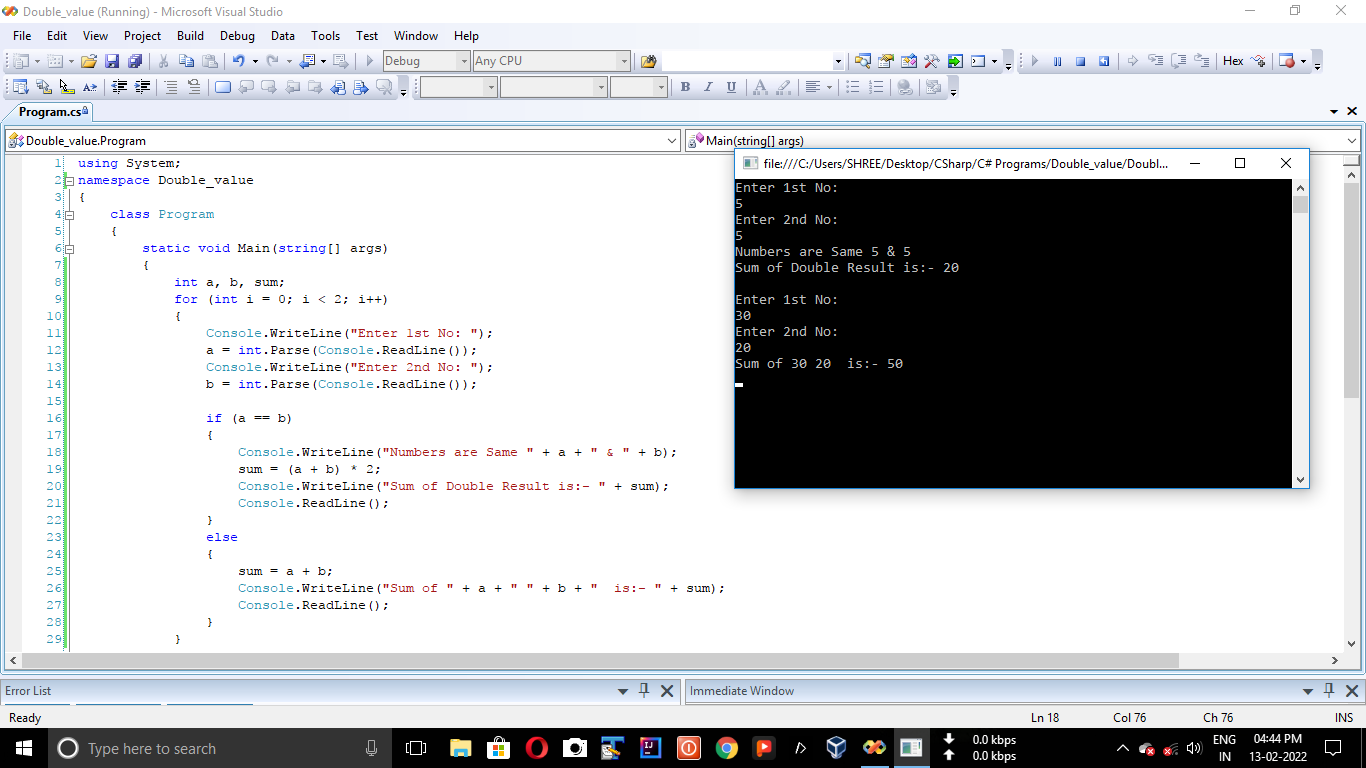 Double_value (Running) - Microsoft Visual Studio
File Edit View Project Build Debug Data Tools Test Window Help
Debug Any CPU Hex
B I U
Program.cs
Double_value.Program Main(string[] args)
1 using System;
2 namespace Double_value
3 {
4 class Program
5 {
6 static void Main(string[] args)
7 {
8 int a, b, sum;
9 for (int i = 0; i < 2; i++)
10 {
11 Console.WriteLine("Enter 1st No: ");
12 a = int.Parse(Console.ReadLine());
13 Console.WriteLine("Enter 2nd No: ");
14 b = int.Parse(Console.ReadLine());
15
16 if (a == b)
17 {
18 Console.WriteLine("Numbers are Same " + a + " & " + b);
19 sum = (a + b) * 2;
20 Console.WriteLine("Sum of Double Result is:- " + sum);
21 Console.ReadLine();
22 }
23 else
24 {
25 sum = a + b;
26 Console.WriteLine("Sum of " + a + " " + b + "  is:- " + sum);
27 Console.ReadLine();
28 }
29 }
file:///C:/Users/SHREE/Desktop/CSharp/C# Programs/Double_value/Doubl...
Enter 1st No:
5
Enter 2nd No:
5
Numbers are Same 5 & 5
Sum of Double Result is:- 20
Enter 1st No:
30
Enter 2nd No:
20
Sum of 30 20  is:- 50
Error List Immediate Window
Ready Ln 18 Col 76 Ch 76 INS
Type here to search
0.0 kbps
0.0 kbps
ENG
IN
04:44 PM
13-02-2022